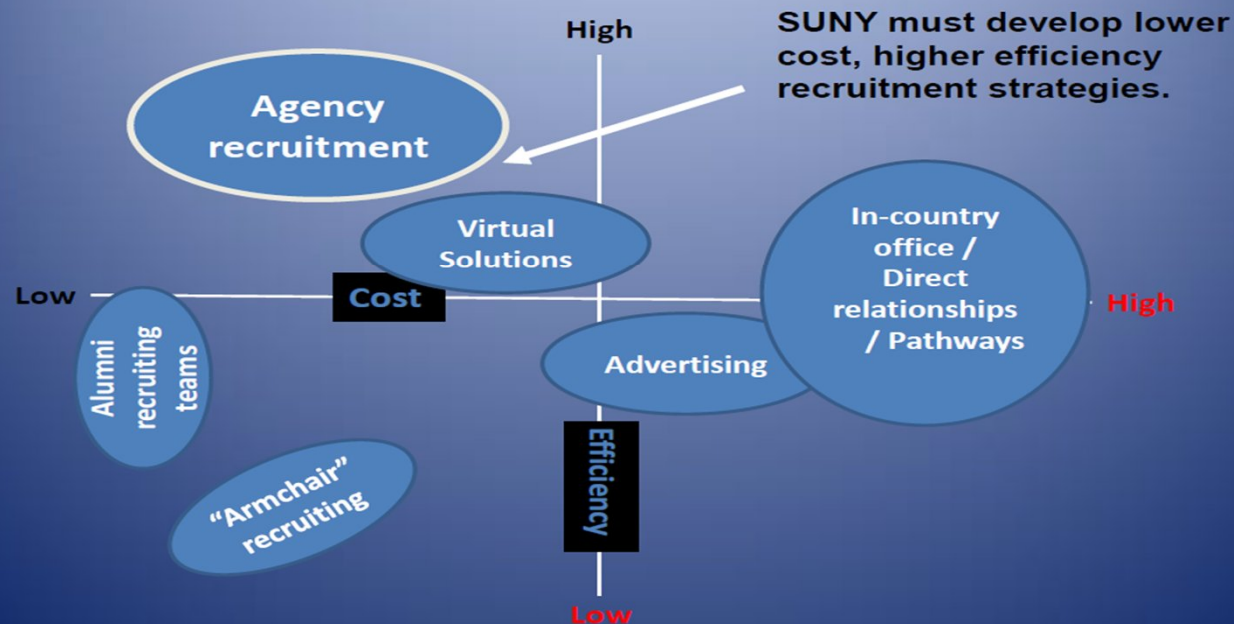 High
SUNY must develop lower
cost, higher efficiency
recruitment strategies.
Agency
recruitment
Virtual
Solutions
In-country
office /
Direct
relationships
/ Pathways
Low
Cost
High
Alumni
recruiting
teams
Advertising
Efficiency
“Armchair”
recruiting
Low